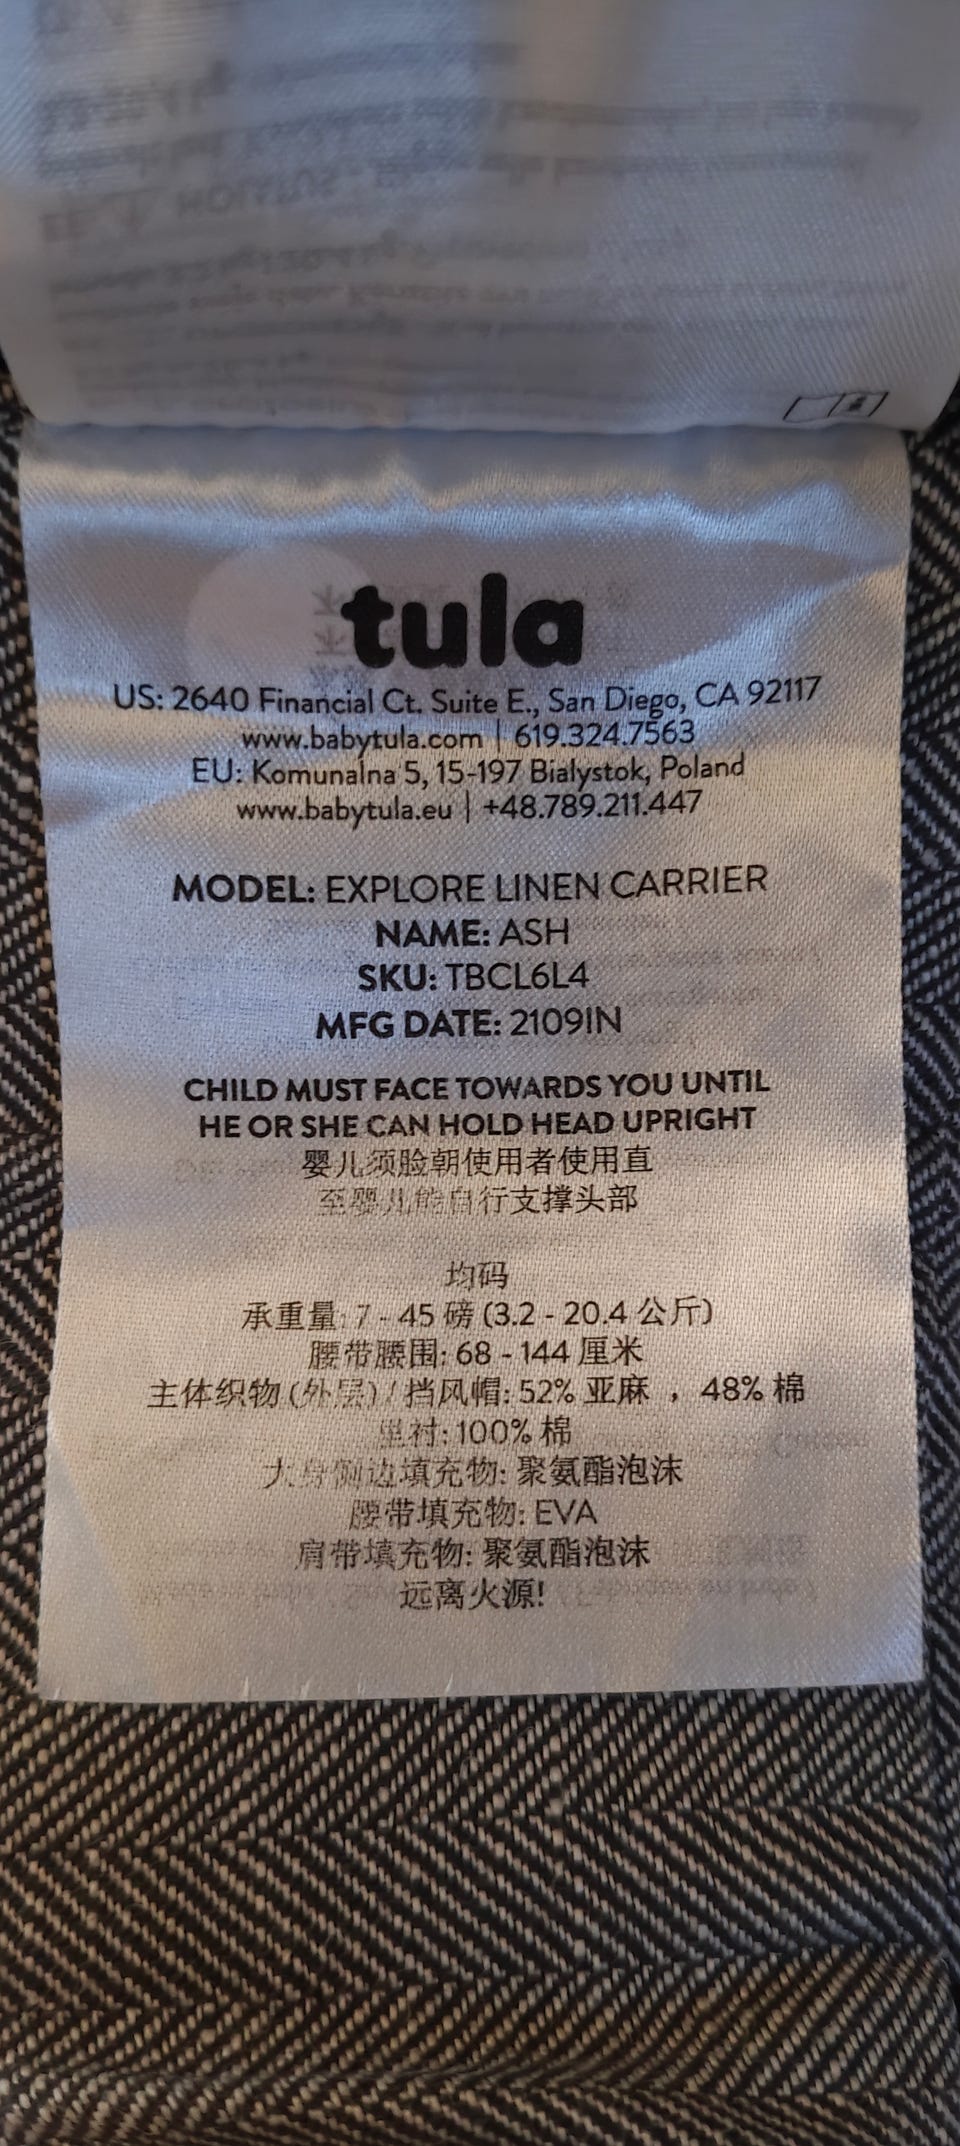 tula
US: 2640 Financial Ct. Suite E., San Diego, CA 92117
www.babytula.com | 619.324.7563
EU: Komunalna 5, 15-197 Bialystok, Poland
www.babytula.eu | +48.789.211.447
MODEL: EXPLORE LINEN CARRIER
NAME: ASH
SKU: TBCL6L4
MFG DATE: 2109IN
CHILD MUST FACE TOWARDS YOU UNTIL
HE OR SHE CAN HOLD HEAD UPRIGHT
婴儿须脸朝使用者使用直
至婴儿能自行支撑头部
均码
承重量: 7 - 45 磅 (3.2 - 20.4 公斤)
腰带腰围: 68 - 144 厘米
主体织物 (外层) / 挡风帽: 52% 亚麻 ，48% 棉
里衬: 100% 棉
大身侧边填充物: 聚氨酯泡沫
腰带填充物: EVA
肩带填充物: 聚氨酯泡沫
远离火源!